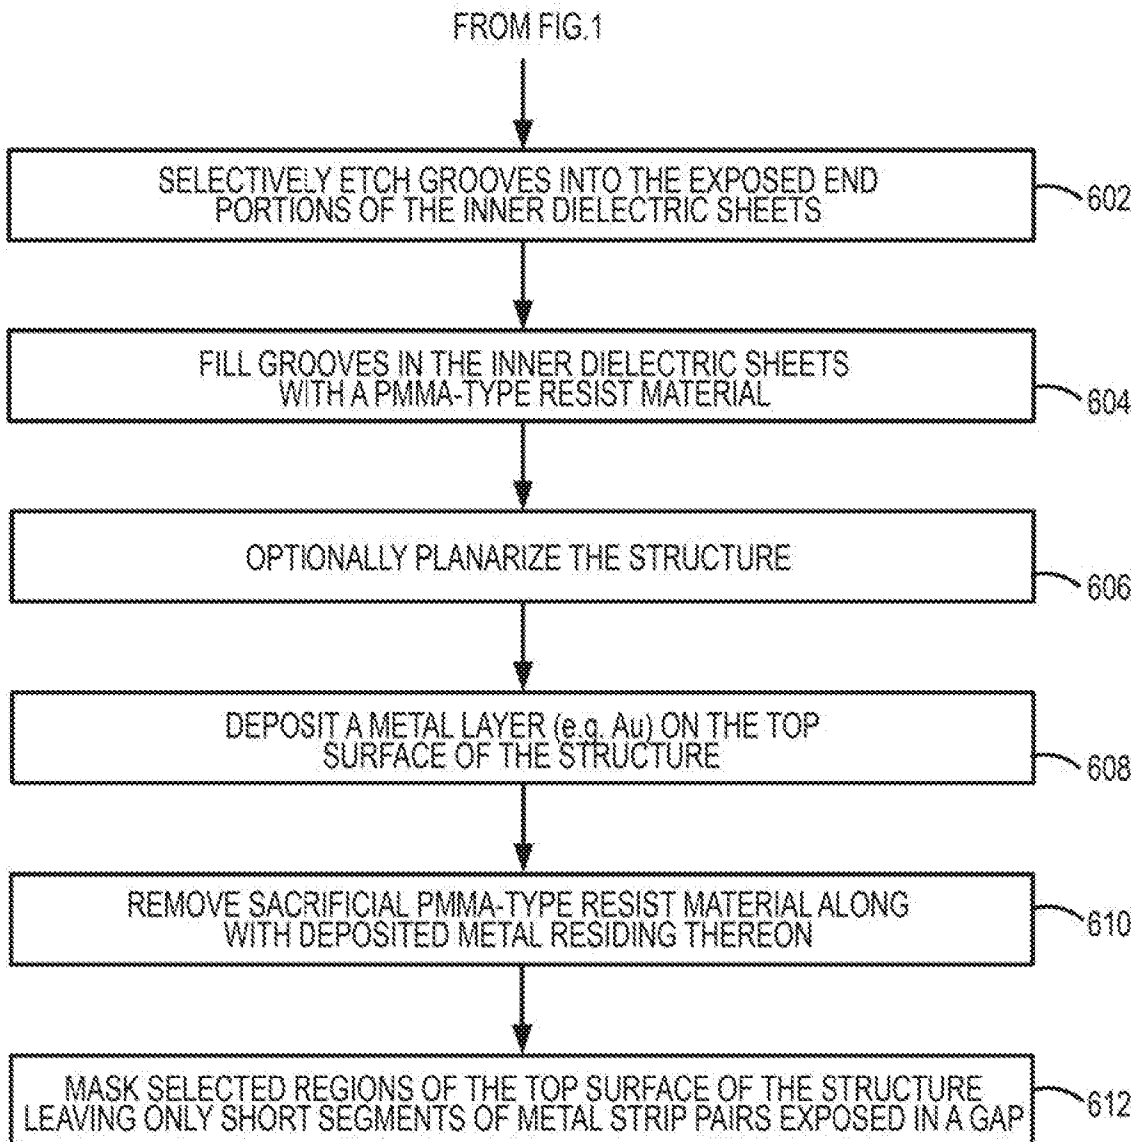 FROM FIG.1
SELECTIVELY ETCH GROOVES INTO THE EXPOSED END
PORTIONS OF THE INNER DIELECTRIC SHEETS
602
FILL GROOVES IN THE INNER DIELECTRIC SHEETS
WITH A PMMA-TYPE RESIST MATERIAL
604
OPTIONALLY PLANARIZE THE STRUCTURE
606
DEPOSIT A METAL LAYER (e.g. Au) ON THE TOP
SURFACE OF THE STRUCTURE
608
REMOVE SACRIFICIAL PMMA-TYPE RESIST MATERIAL ALONG
WITH DEPOSITED METAL RESIDING THEREON
610
MASK SELECTED REGIONS OF THE TOP SURFACE OF THE STRUCTURE
LEAVING ONLY SHORT SEGMENTS OF METAL STRIP PAIRS EXPOSED IN A GAP
612